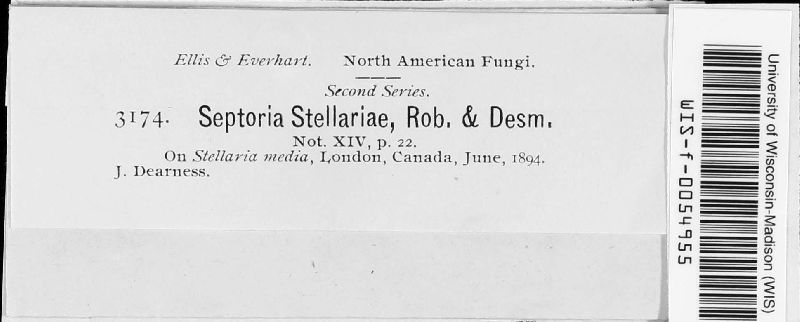 Ellis & Everhart. North American Fungi.
Second Series.
3174. Septoria Stellariae, Rob. & Desm.
Not. XIV, p. 22.
On Stellaria media, London, Canada, June, 1894.
J. Dearness.
University of Wisconsin-Madison (WIS)
WIS-f-0054955